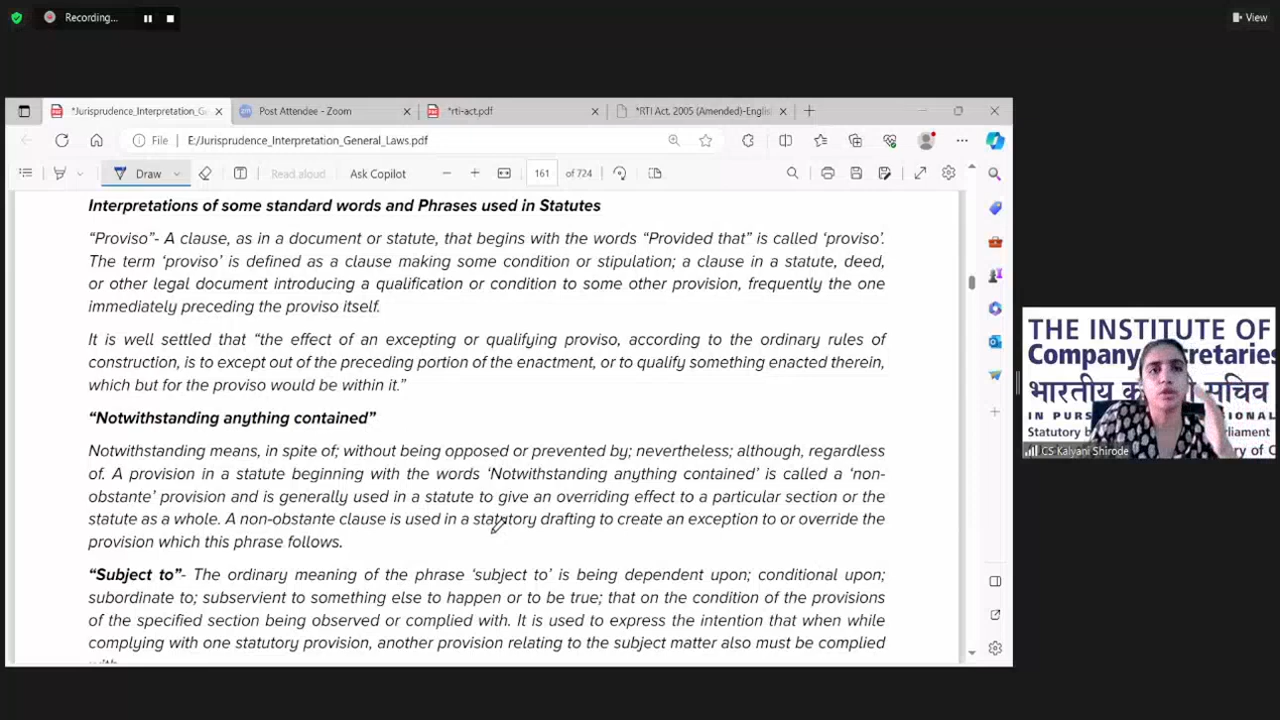 Recording...
View
*Jurisprudence_Interpretation_Ge
Post Attendee - Zoom
*rti-act.pdf
*RTI Act, 2005 (Amended)-Englis
File
E:/Jurisprudence_Interpretation_General_Laws.pdf
Draw
Read aloud
Ask Copilot
161
of 724
Interpretations of some standard words and Phrases used in Statutes
“Proviso”- A clause, as in a document or statute, that begins with the words “Provided that” is called ‘proviso’.
The term ‘proviso’ is defined as a clause making some condition or stipulation; a clause in a statute, deed,
or other legal document introducing a qualification or condition to some other provision, frequently the one
immediately preceding the proviso itself.
It is well settled that “the effect of an excepting or qualifying proviso, according to the ordinary rules of
construction, is to except out of the preceding portion of the enactment, or to qualify something enacted therein,
which but for the proviso would be within it.”
“Notwithstanding anything contained”
Notwithstanding means, in spite of; without being opposed or prevented by; nevertheless; although, regardless
of. A provision in a statute beginning with the words ‘Notwithstanding anything contained’ is called a ‘non-
obstante’ provision and is generally used in a statute to give an overriding effect to a particular section or the
statute as a whole. A non-obstante clause is used in a statutory drafting to create an exception to or override the
provision which this phrase follows.
“Subject to”- The ordinary meaning of the phrase ‘subject to’ is being dependent upon; conditional upon;
subordinate to; subservient to something else to happen or to be true; that on the condition of the provisions
of the specified section being observed or complied with. It is used to express the intention that when while
complying with one statutory provision, another provision relating to the subject matter also must be complied
THE INSTITUTE OF
Company Secretaries
भारतीय सचिव
IN PURS
Statutory
CS Kalyani Shirode